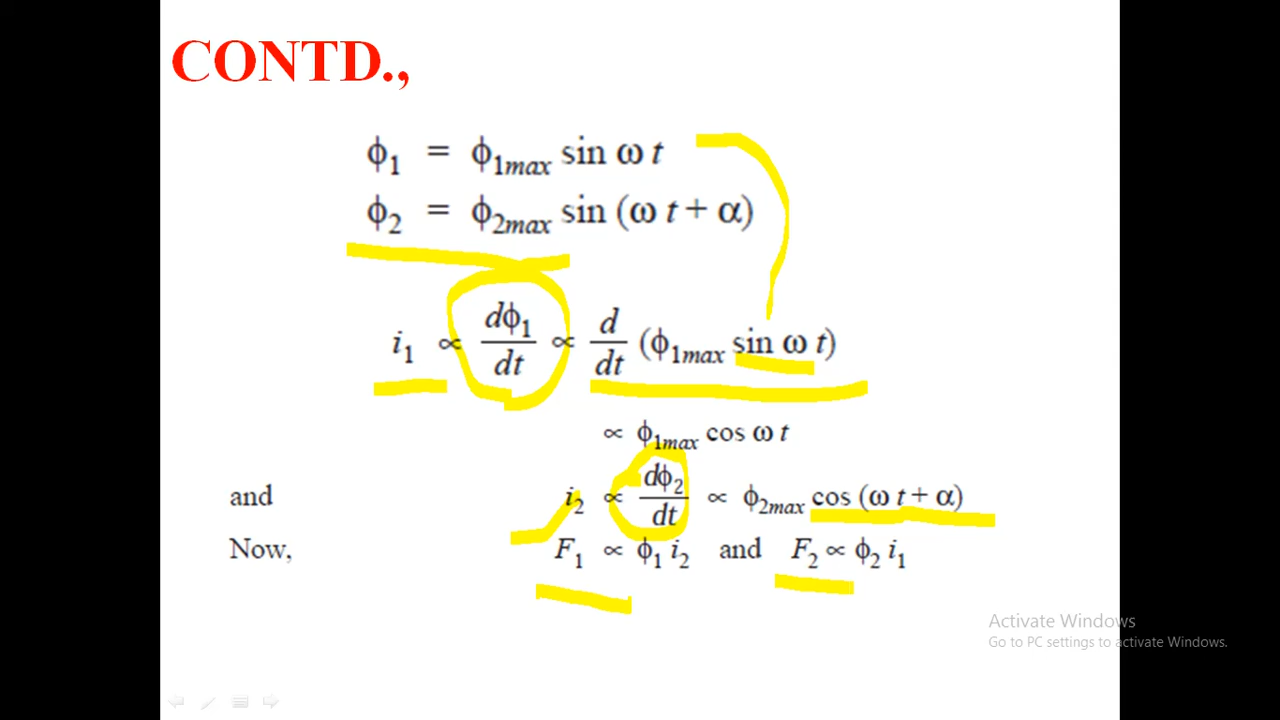 CONTD.,
ϕ₁ = ϕ₁max sin ω t
ϕ₂ = ϕ₂max sin (ω t + α)
i₁ ∝ dϕ₁/dt ∝ d/dt (ϕ₁max sin ω t)
∝ ϕ₁max cos ω t
and i₂ ∝ dϕ₂/dt ∝ ϕ₂max cos (ω t + α)
Now, F₁ ∝ ϕ₁ i₂ and F₂ ∝ ϕ₂ i₁
Activate Windows
Go to PC settings to activate Windows.